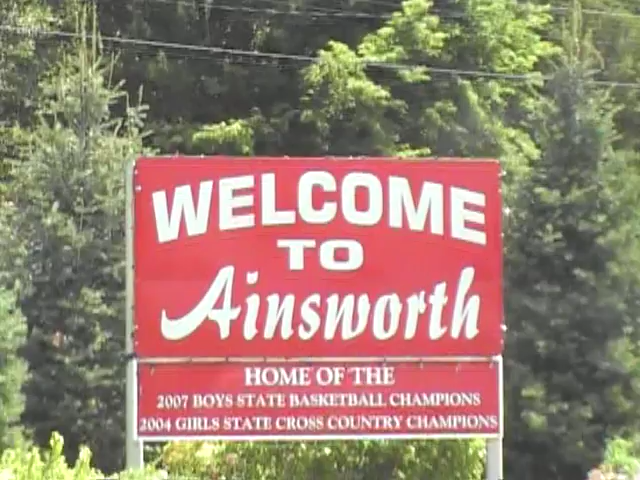 WELCOME
TO
Ainsworth
HOME OF THE
2007 BOYS STATE BASKETBALL CHAMPIONS
2004 GIRLS STATE CROSS COUNTRY CHAMPIONS